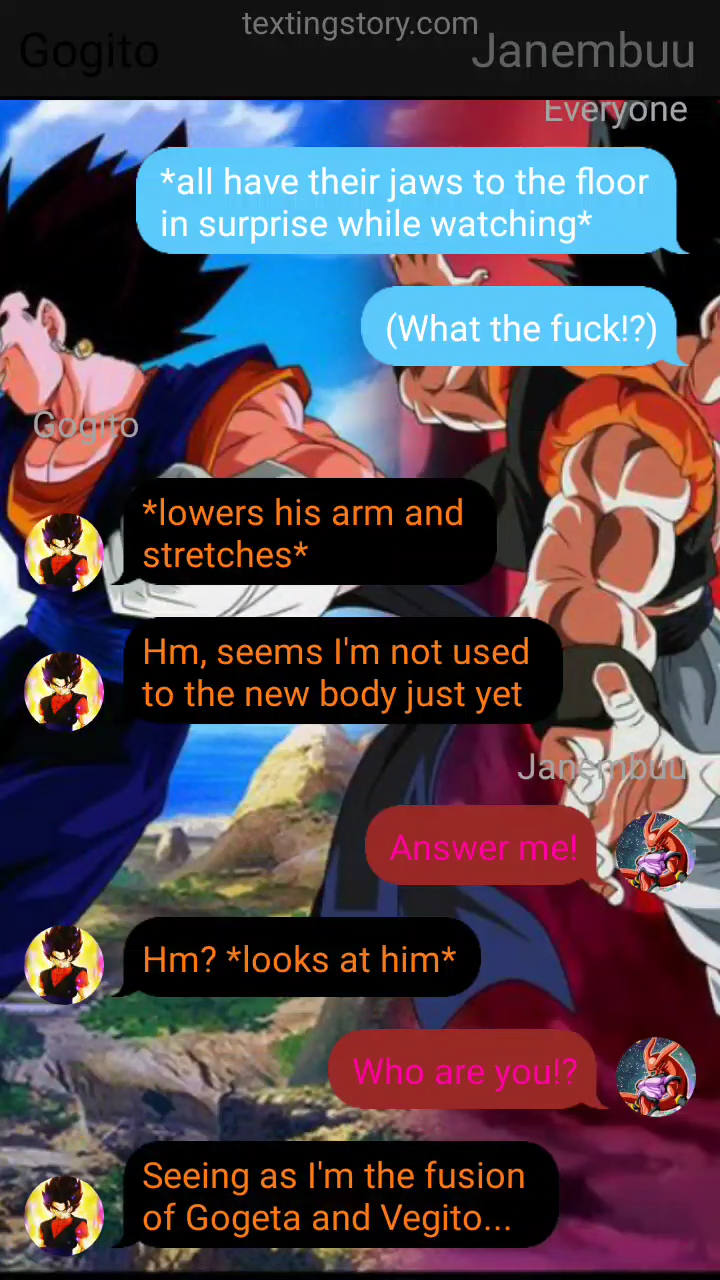 textingstory.com
Gogito
Janembuu
Everyone
*all have their jaws to the floor
in surprise while watching*
(What the fuck!?)
Gogito
*lowers his arm and
stretches*
Hm, seems I'm not used
to the new body just yet
Janembuu
Answer me!
Hm? *looks at him*
Who are you!?
Seeing as I'm the fusion
of Gogeta and Vegito...